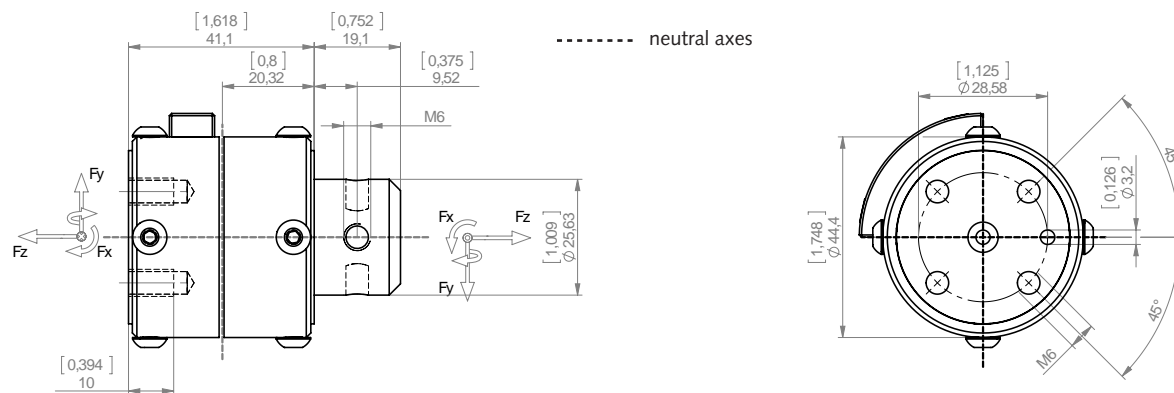 [ 1,618 ]
41,1
[ 0,752 ]
19,1
neutral axes
[ 0,8 ]
20,32
[ 0,375 ]
9,52
M6
Fy
Fz
Fx
Fx
Fz
Fy
[ 1,009 ]
⌀ 25,63
[ 0,394 ]
10
[ 1,125 ]
⌀ 28,58
45
[ 0,126 ]
⌀ 3,2
[ 1,748 ]
⌀ 44,4
45°
M6